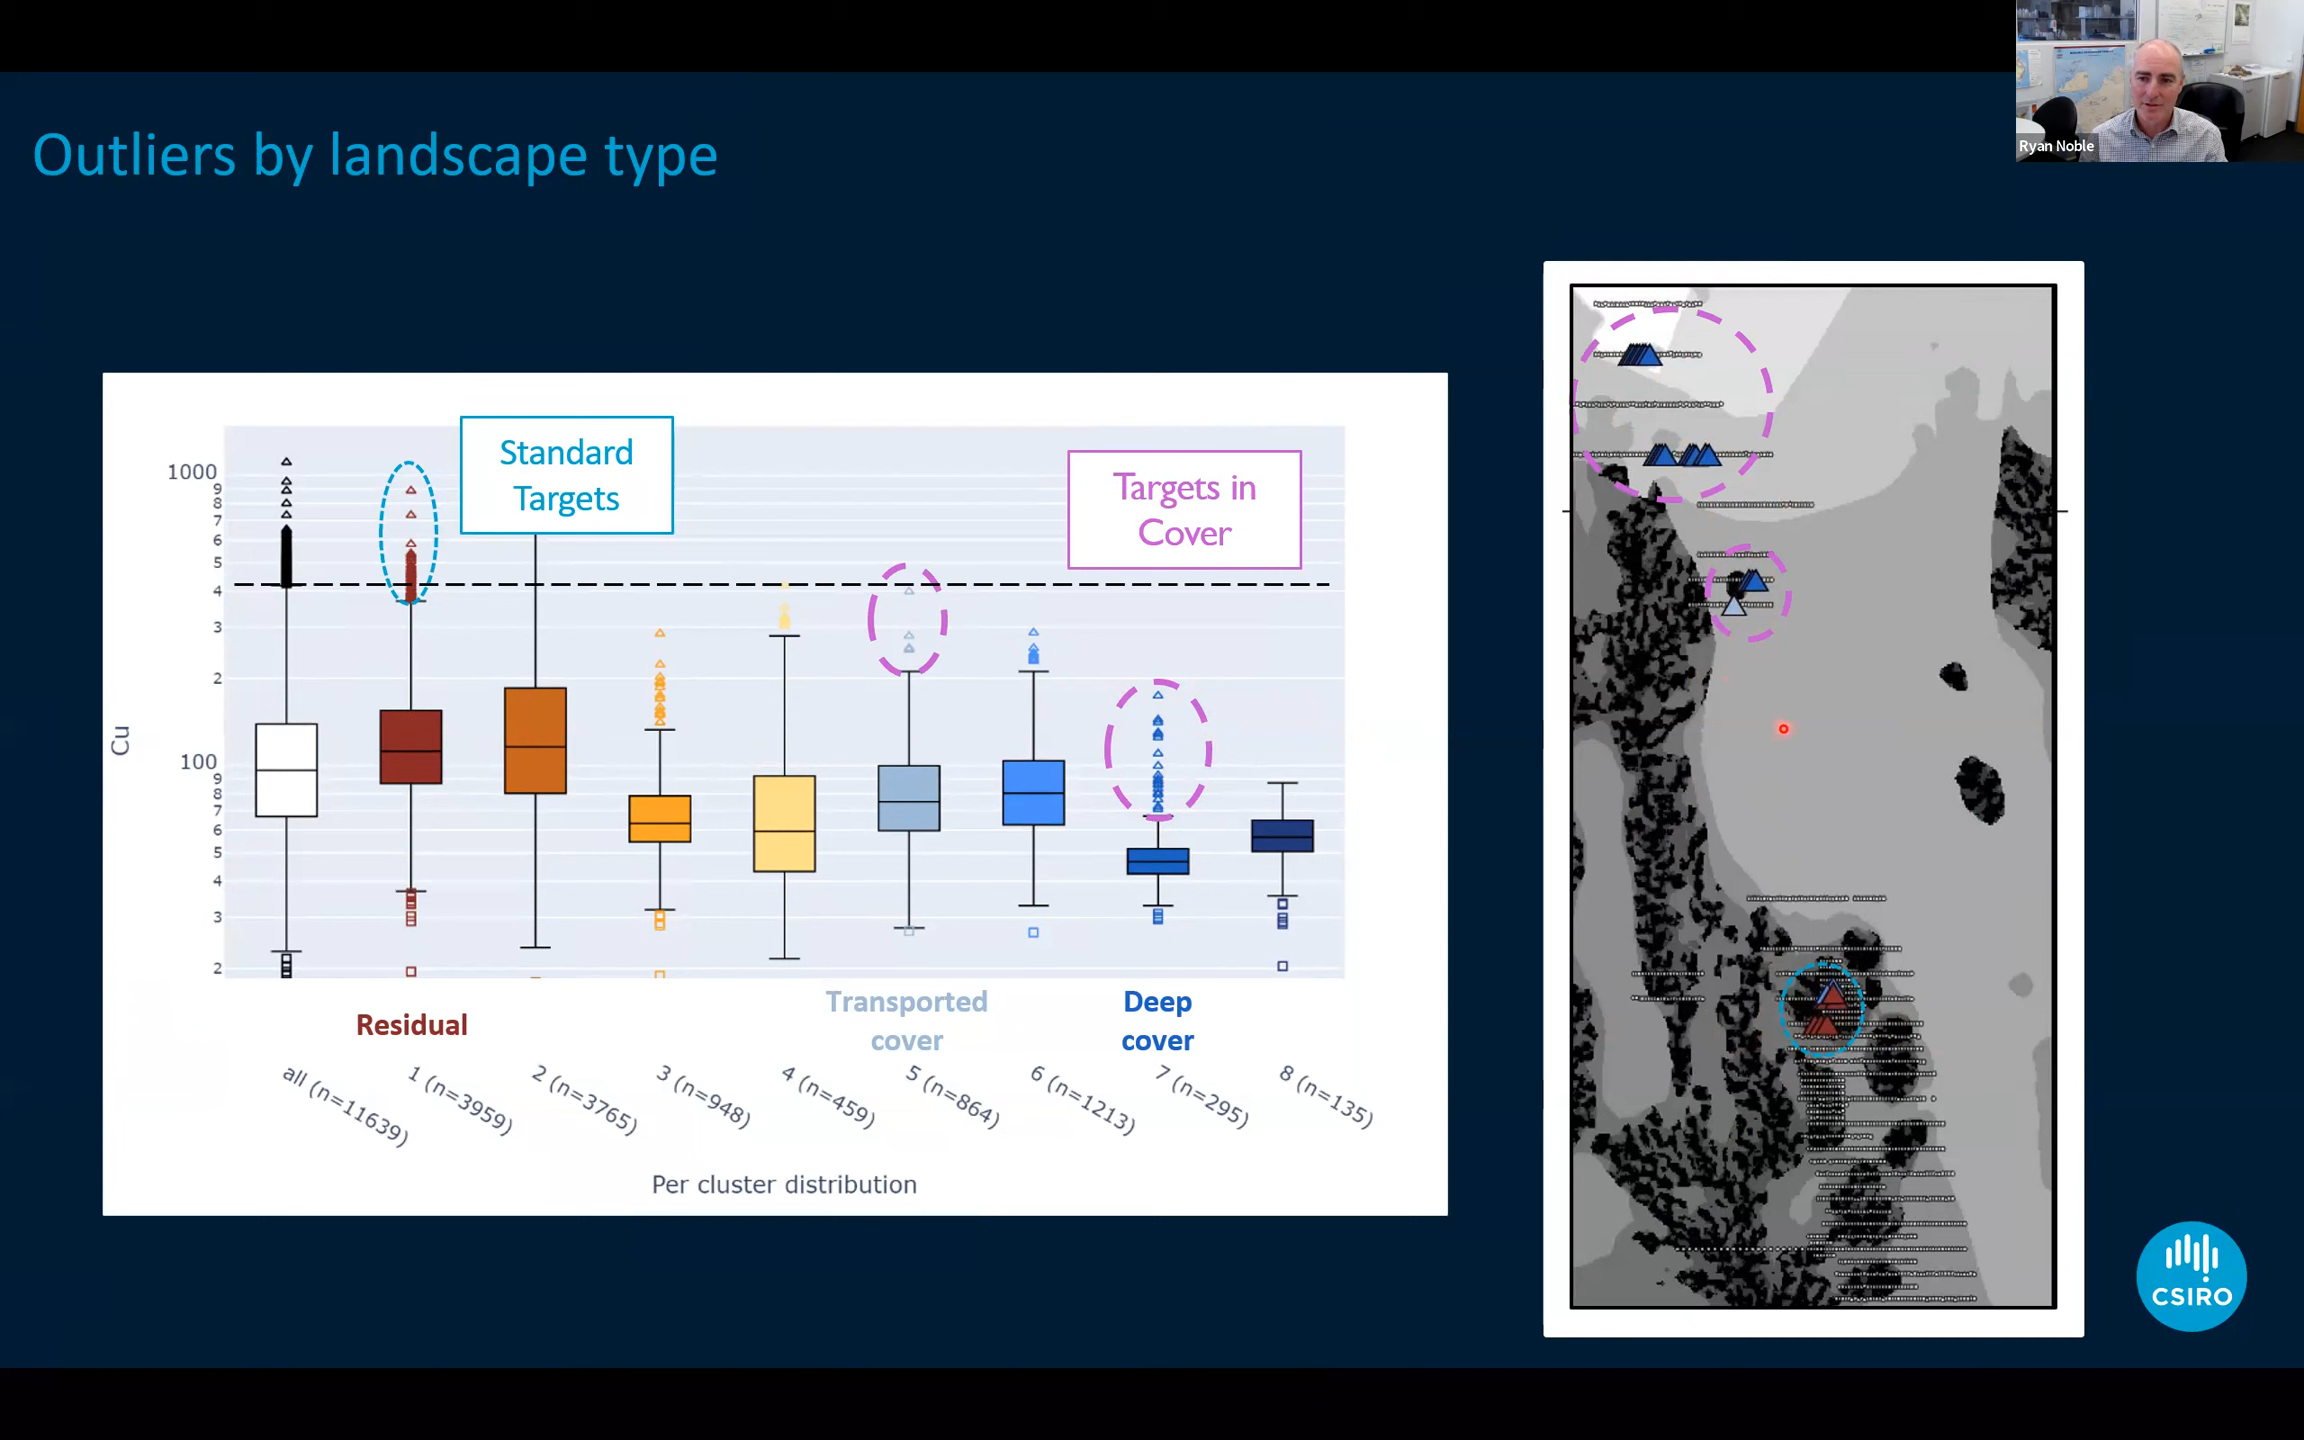 Ryan Noble
Outliers by landscape type
Standard
Targets
Targets in
Cover
1000
9
8
7
6
5
4
3
2
100
9
8
7
6
5
4
3
2
Cu
Residual
Transported
cover
Deep
cover
all (n=11639)
1 (n=3959)
2 (n=3765)
3 (n=948)
4 (n=459)
5 (n=864)
6 (n=1213)
7 (n=295)
8 (n=135)
Per cluster distribution
CSIRO